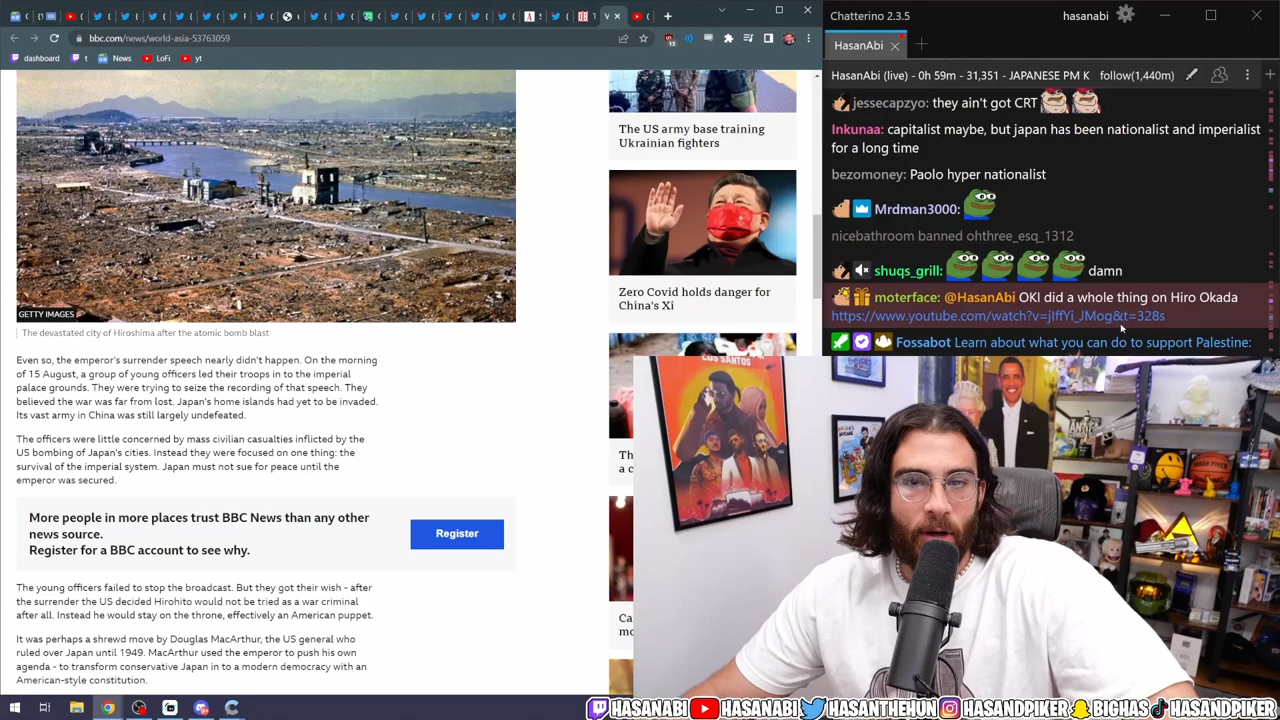 bbc.com/news/world-asia-53763059
dashboard
t
News
LoFi
yt
GETTY IMAGES
The devastated city of Hiroshima after the atomic bomb blast
Even so, the emperor's surrender speech nearly didn't happen. On the morning
of 15 August, a group of young officers led their troops in to the imperial
palace grounds. They were trying to seize the recording of that speech. They
believed the war was far from lost. Japan's home islands had yet to be invaded.
Its vast army in China was still largely undefeated.
The officers were little concerned by mass civilian casualties inflicted by the
US bombing of Japan's cities. Instead they were focused on one thing: the
survival of the imperial system. Japan must not sue for peace until the
emperor was secured.
More people in more places trust BBC News than any other
news source.
Register for a BBC account to see why.
Register
The young officers failed to stop the broadcast. But they got their wish - after
the surrender the US decided Hirohito would not be tried as a war criminal
after all. Instead he would stay on the throne, effectively an American puppet.
It was perhaps a shrewd move by Douglas MacArthur, the US general who
ruled over Japan until 1949. MacArthur used the emperor to push his own
agenda - to transform conservative Japan in to a modern democracy with an
American-style constitution.
The US army base training
Ukrainian fighters
Zero Covid holds danger for
China's Xi
Chatterino 2.3.5
hasanabi
HasanAbi
HasanAbi (live) - 0h 59m - 31,351 - JAPANESE PM K
follow(1,440m)
jessecapzyo: they ain't got CRT
Inkunaa: capitalist maybe, but japan has been nationalist and imperialist
for a long time
bezomoney: Paolo hyper nationalist
Mrdman3000:
nicebathroom banned ohthree_esq_1312
shuqs_grill: damn
moterface: @HasanAbi OKI did a whole thing on Hiro Okada
https://www.youtube.com/watch?v=jIffYi_JMog&t=328s
Fossabot Learn about what you can do to support Palestine:
LOS SANTOS
HASANABI
HASANABI
HASANTHEHUN
HASANDPIKER
BIGHAS
HASANDPIKER